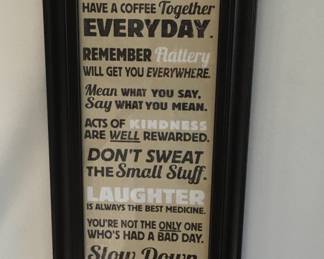 HAVE A COFFEE Together
EVERYDAY.
REMEMBER Flattery
WILL GET YOU EVERYWHERE.
Mean WHAT YOU SAY,
Say WHAT YOU MEAN.
ACTS OF KINDNESS
ARE WELL REWARDED.
DON'T SWEAT
THE Small Stuff.
LAUGHTER
IS ALWAYS THE BEST MEDICINE.
YOU'RE NOT THE ONLY ONE
WHO'S HAD A BAD DAY.
Slow Down